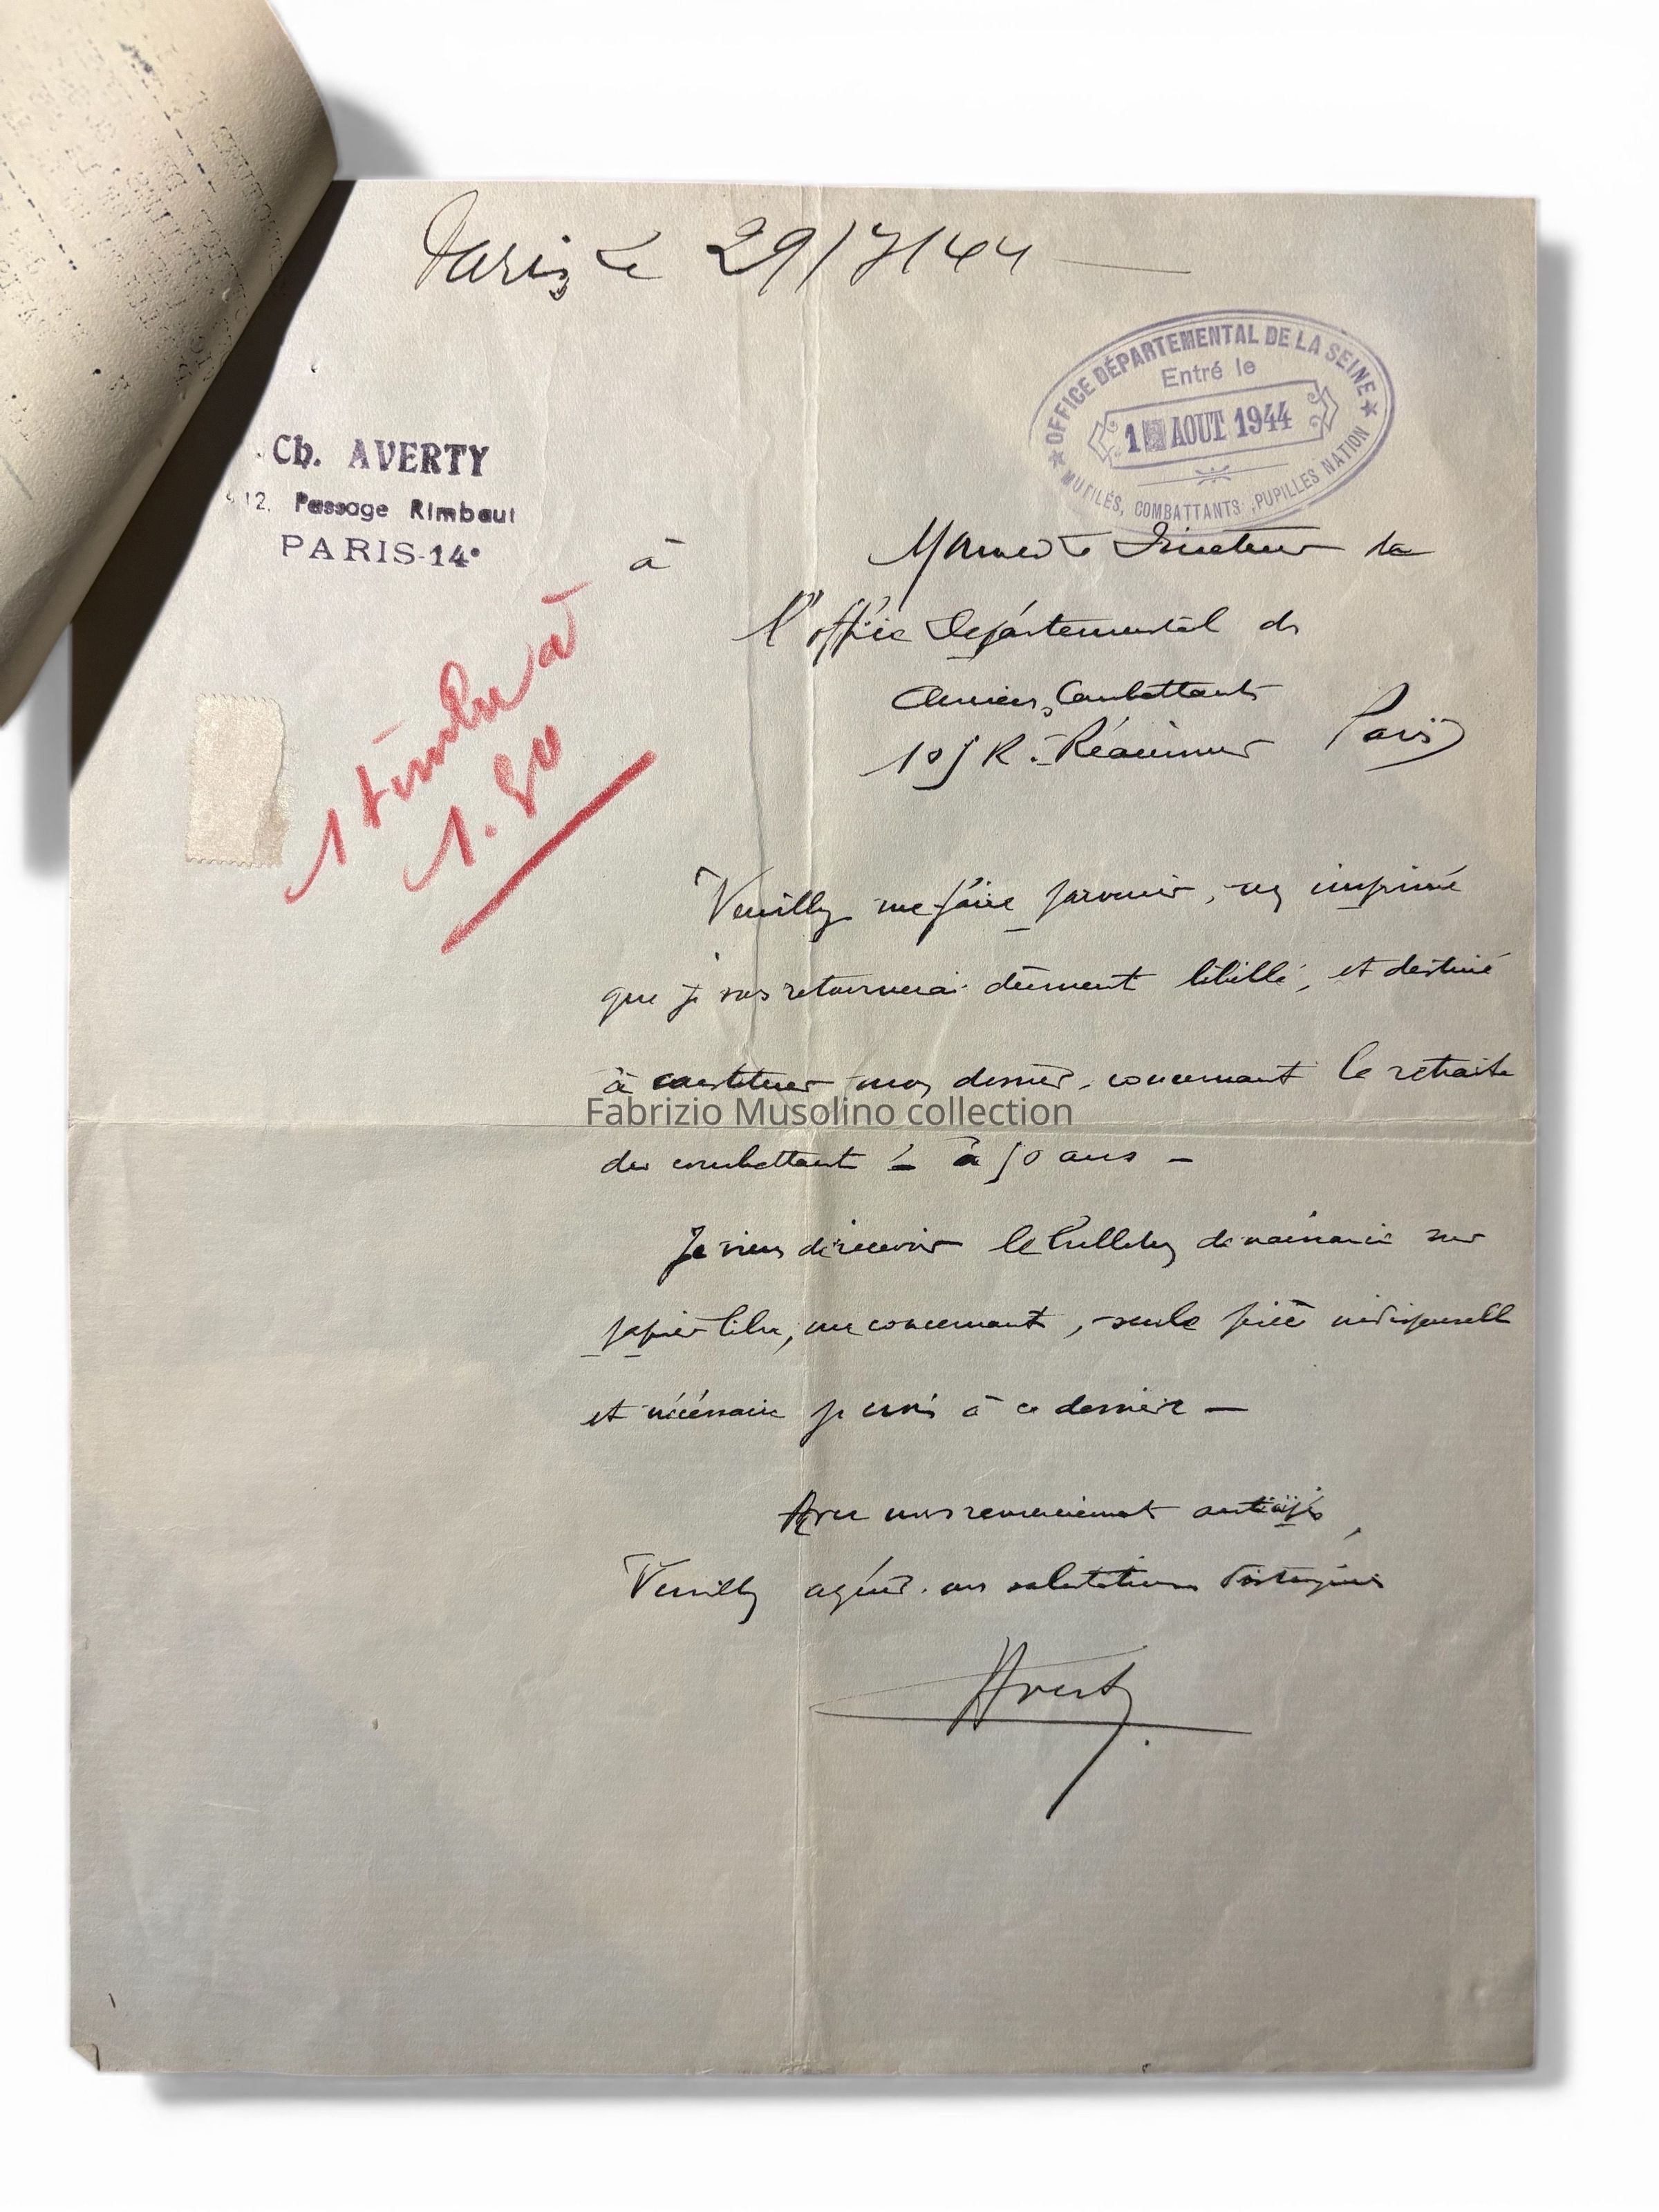 Paris Le 29/7/44
OFFICE DÉPARTEMENTAL DE LA SEINE
Entré le
1 AOUT 1944
MUTILÉS, COMBATTANTS, PUPILLES NATION
Ch. AVERTY
12, Passage Rimbaut
PARIS-14e
à
Directeur de
l'office Départemental des
Anciens Combattants
105 R. Réaumur Paris
1 timbre à
1.50
Veuillez me faire parvenir, un imprimé
que je vous retournerai dûment libellé, et destiné
à constituer mon dossier concernant la retraite
du combattant à 50 ans -
Je viens de recevoir le bulletin de naissance sur
papier libre, me concernant, seule pièce indispensable
et nécessaire je crois à ce dossier -
Avec mes remerciements anticipés,
Veuillez agréer mes salutations
Averty
Fabrizio Musolino collection